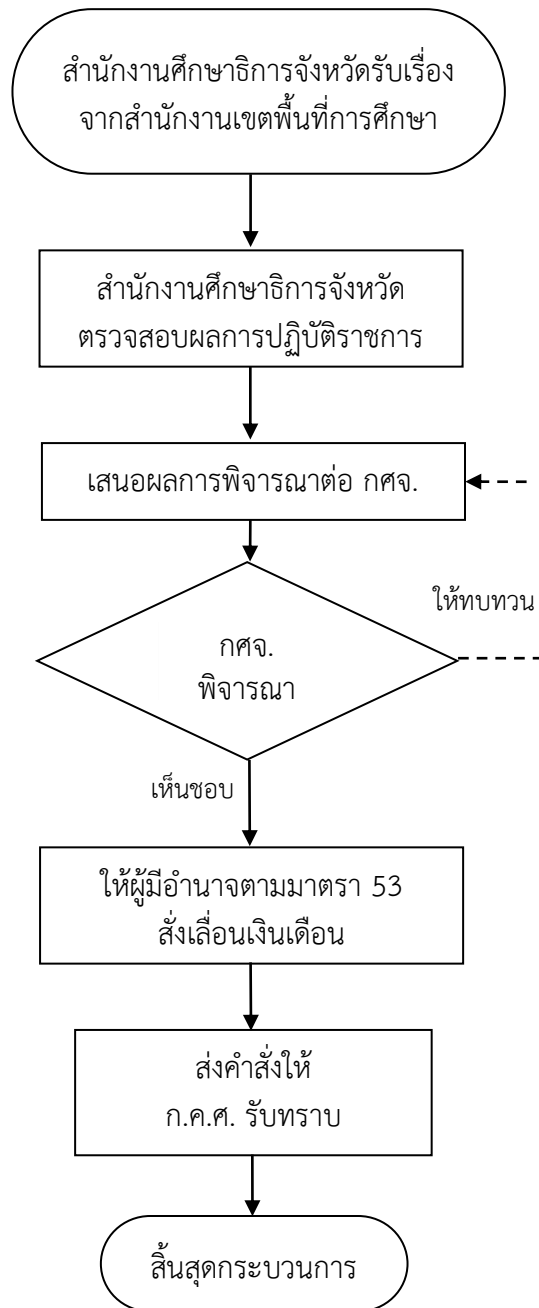 สำนักงานศึกษาธิการจังหวัดรับเรื่อง
จากสำนักงานเขตพื้นที่การศึกษา
สำนักงานศึกษาธิการจังหวัด
ตรวจสอบผลการปฏิบัติราชการ
เสนอผลการพิจารณาต่อ กศจ.
ให้ทบทวน
กศจ.
พิจารณา
เห็นชอบ
ให้ผู้มีอำนาจตามมาตรา 53
สั่งเลื่อนเงินเดือน
ส่งคำสั่งให้
ก.ค.ศ. รับทราบ
สิ้นสุดกระบวนการ